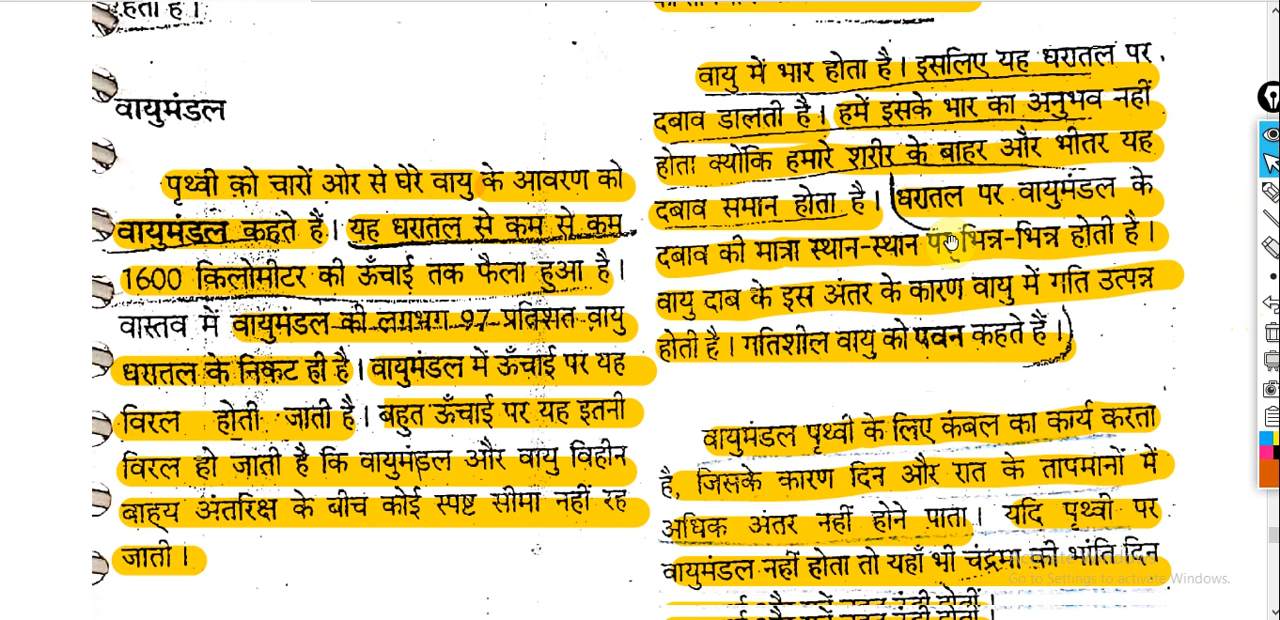 रहता है।
वायुमंडल
पृथ्वी को चारों ओर से घेरे वायु के आवरण को
वायुमंडल कहते हैं। यह धरातल से कम से कम
1600 किलोमीटर की ऊँचाई तक फैला हुआ है।
वास्तव में वायुमंडल की लगभग 97 प्रतिशत वायु
धरातल के निकट ही है। वायुमंडल में ऊँचाई पर यह
विरल होती जाती है। बहुत ऊँचाई पर यह इतनी
विरल हो जाती है कि वायुमंडल और वायु विहीन
बाह्य अंतरिक्ष के बीच कोई स्पष्ट सीमा नहीं रह
जाती।
वायु में भार होता है। इसलिए यह धरातल पर
दबाव डालती है। हमें इसके भार का अनुभव नहीं
होता क्योंकि हमारे शरीर के बाहर और भीतर यह
दबाव समान होता है। धरातल पर वायुमंडल के
दबाव की मात्रा स्थान-स्थान पर भिन्न-भिन्न होती है।
वायु दाब के इस अंतर के कारण वायु में गति उत्पन्न
होती है। गतिशील वायु को पवन कहते हैं।
वायुमंडल पृथ्वी के लिए कंबल का कार्य करता
है, जिसके कारण दिन और रात के तापमानों में
अधिक अंतर नहीं होने पाता। यदि पृथ्वी पर
वायुमंडल नहीं होता तो यहाँ भी चंद्रमा की भांति दिन
Go to Settings to activate Windows.